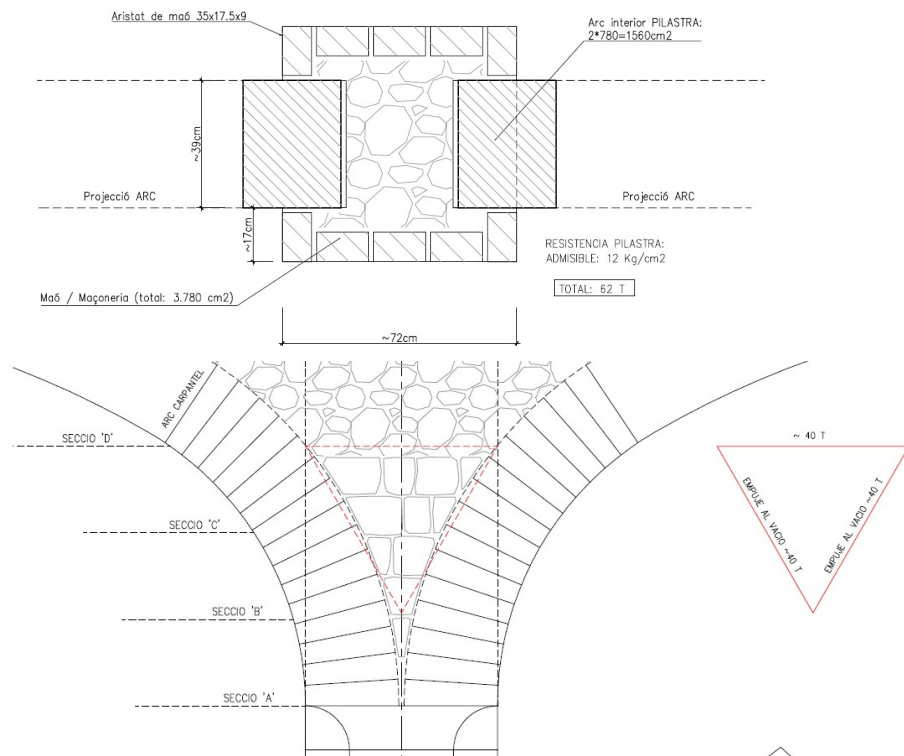 Aristat de maó 35x17.5x9
Arc interior PILASTRA:
2*780=1560cm2
~39cm
Projecció ARC
Projecció ARC
~17cm
RESISTENCIA PILASTRA:
ADMISIBLE: 12 Kg/cm2
TOTAL: 62 T
Maó / Maçoneria (total: 3.780 cm2)
~72cm
ARC CARPANTEL
SECCIO 'D'
~ 40 T
EMPUJE AL VACIO ~40 T
EMPUJE AL VACIO ~40 T
SECCIO 'C'
SECCIO 'B'
SECCIO 'A'